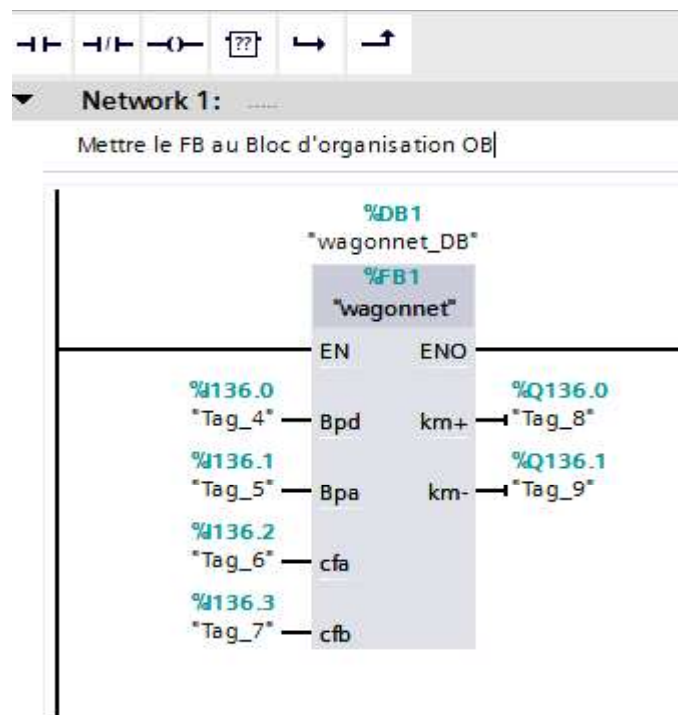 ??
Network 1: .....
Mettre le FB au Bloc d'organisation OB
%DB1
"wagonnet_DB"
%FB1
"wagonnet"
EN ENO
%I136.0 %Q136.0
"Tag_4" Bpd km+ "Tag_8"
%I136.1 %Q136.1
"Tag_5" Bpa km- "Tag_9"
%I136.2
"Tag_6" cfa
%I136.3
"Tag_7" cfb